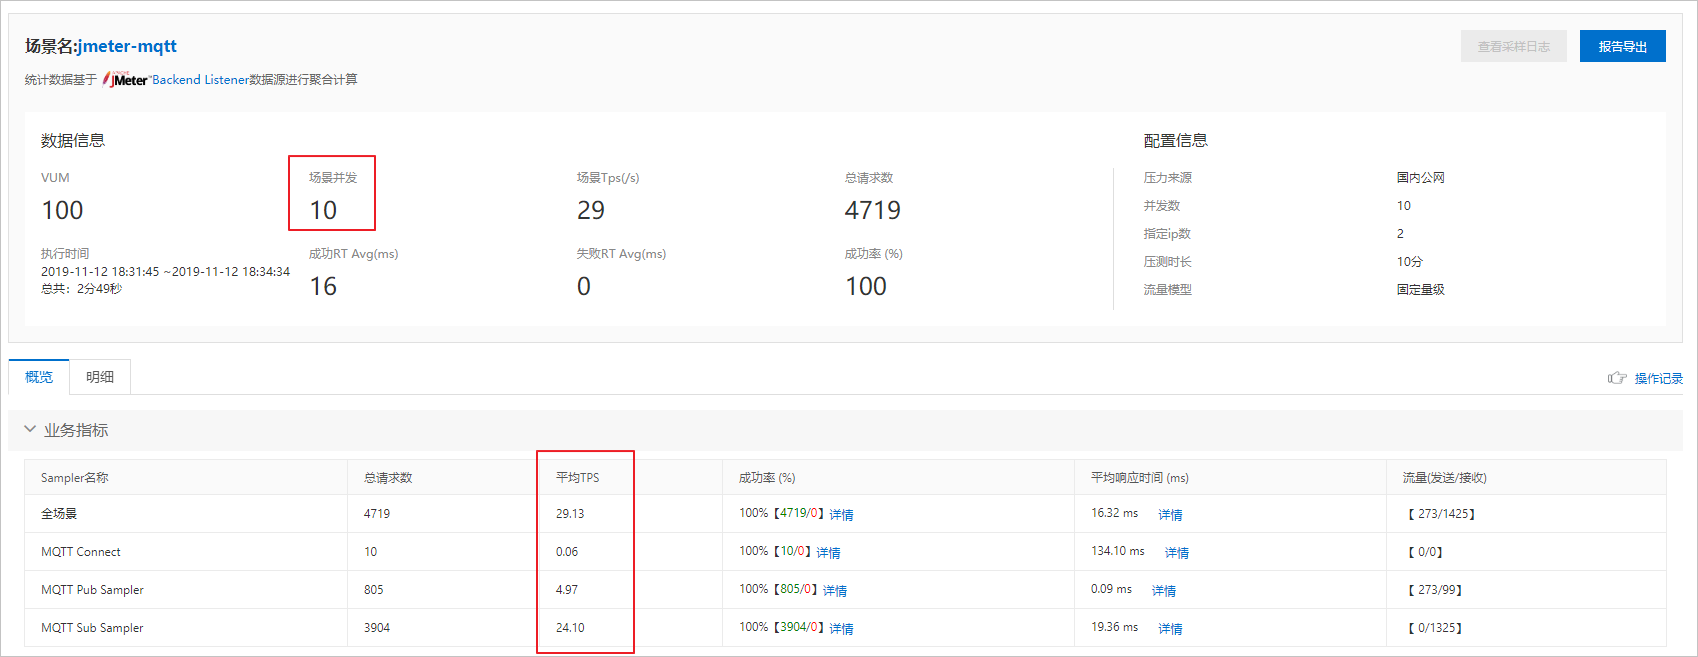 场景名:jmeter-mqtt
查看采样日志
报告导出
统计数据基于 JMeter™Backend Listener数据源进行聚合计算
数据信息
VUM
100
场景并发
10
场景Tps(/s)
29
总请求数
4719
执行时间
2019-11-12 18:31:45 ~2019-11-12 18:34:34
总共：2分49秒
成功RT Avg(ms)
16
失败RT Avg(ms)
0
成功率 (%)
100
配置信息
压力来源 国内公网
并发数 10
指定ip数 2
压测时长 10分
流量模型 固定量级
概览 明细 操作记录
业务指标
Sampler名称 总请求数 平均TPS 成功率 (%) 平均响应时间 (ms) 流量(发送/接收)
全场景 4719 29.13 100%【4719/0】详情 16.32 ms 详情 【 273/1425】
MQTT Connect 10 0.06 100%【10/0】详情 134.10 ms 详情 【 0/0】
MQTT Pub Sampler 805 4.97 100%【805/0】详情 0.09 ms 详情 【 273/99】
MQTT Sub Sampler 3904 24.10 100%【3904/0】详情 19.36 ms 详情 【 0/1325】